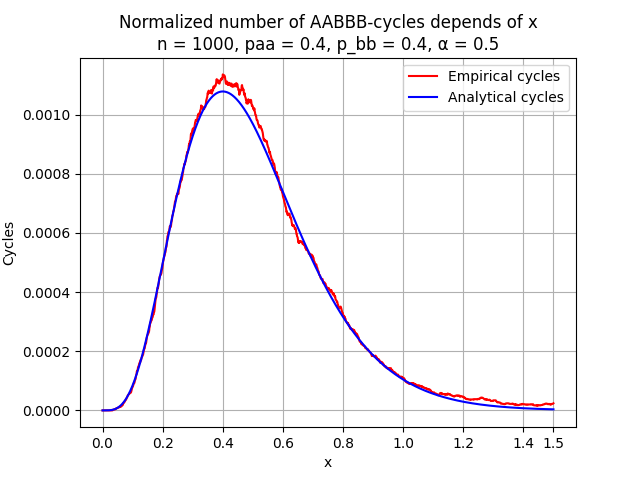 Normalized number of AABBB-cycles depends of x
n = 1000, paa = 0.4, p_bb = 0.4, α = 0.5
Empirical cycles
Analytical cycles
Cycles
0.0010
0.0008
0.0006
0.0004
0.0002
0.0000
0.0 0.2 0.4 0.6 0.8 1.0 1.2 1.4 1.5
x